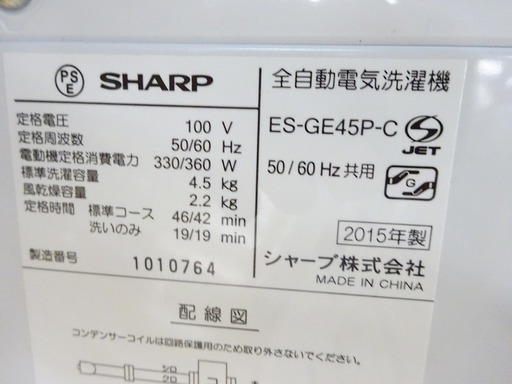 PS E SHARP 全自動電気洗濯機
定格電圧 100 V
定格周波数 50/60 Hz
電動機定格消費電力 330/360 W
標準洗濯容量 4.5 kg
風乾燥容量 2.2 kg
定格時間 標準コース 46/42 min
洗いのみ 19/19 min
製造番号 1010764
ES-GE45P-C S JET
50/60 Hz 共用 G
2015年製
シャープ株式会社
MADE IN CHINA
配線図
コンデンサーコイルは回路保護用のため取り外さないでください。
シロ
クロ